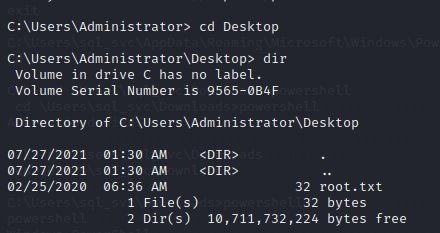 exit
C:\Users\Administrator> cd Desktop
C:\Users\Administrator\Desktop> dir
 Volume in drive C has no label.
 Volume Serial Number is 9565-0B4F
 Directory of C:\Users\Administrator\Desktop
07/27/2021  01:30 AM    <DIR>          .
07/27/2021  01:30 AM    <DIR>          ..
02/25/2020  06:36 AM                32 root.txt
               1 File(s)             32 bytes
               2 Dir(s)  10,711,732,224 bytes free
powershell